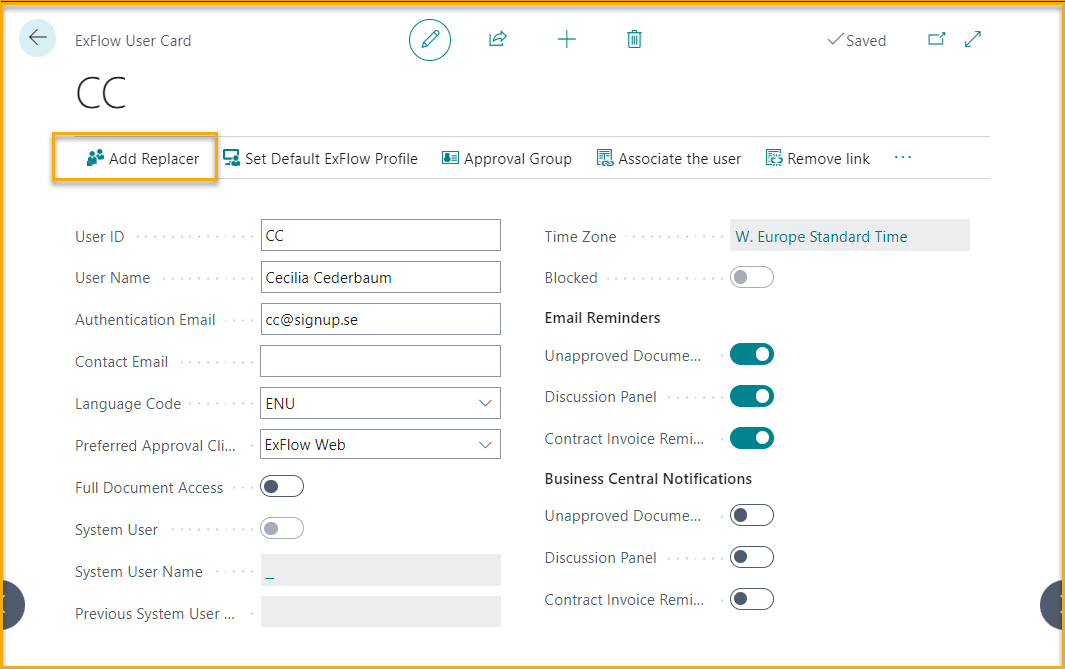 ExFlow User Card
Saved
CC
Add Replacer Set Default ExFlow Profile Approval Group Associate the user Remove link ...
User ID CC
User Name Cecilia Cederbaum
Authentication Email cc@signup.se
Contact Email
Language Code ENU
Preferred Approval Cli... ExFlow Web
Full Document Access
System User
System User Name _
Previous System User ...
Time Zone W. Europe Standard Time
Blocked
Email Reminders
Unapproved Docume...
Discussion Panel
Contract Invoice Remi...
Business Central Notifications
Unapproved Docume...
Discussion Panel
Contract Invoice Remi...